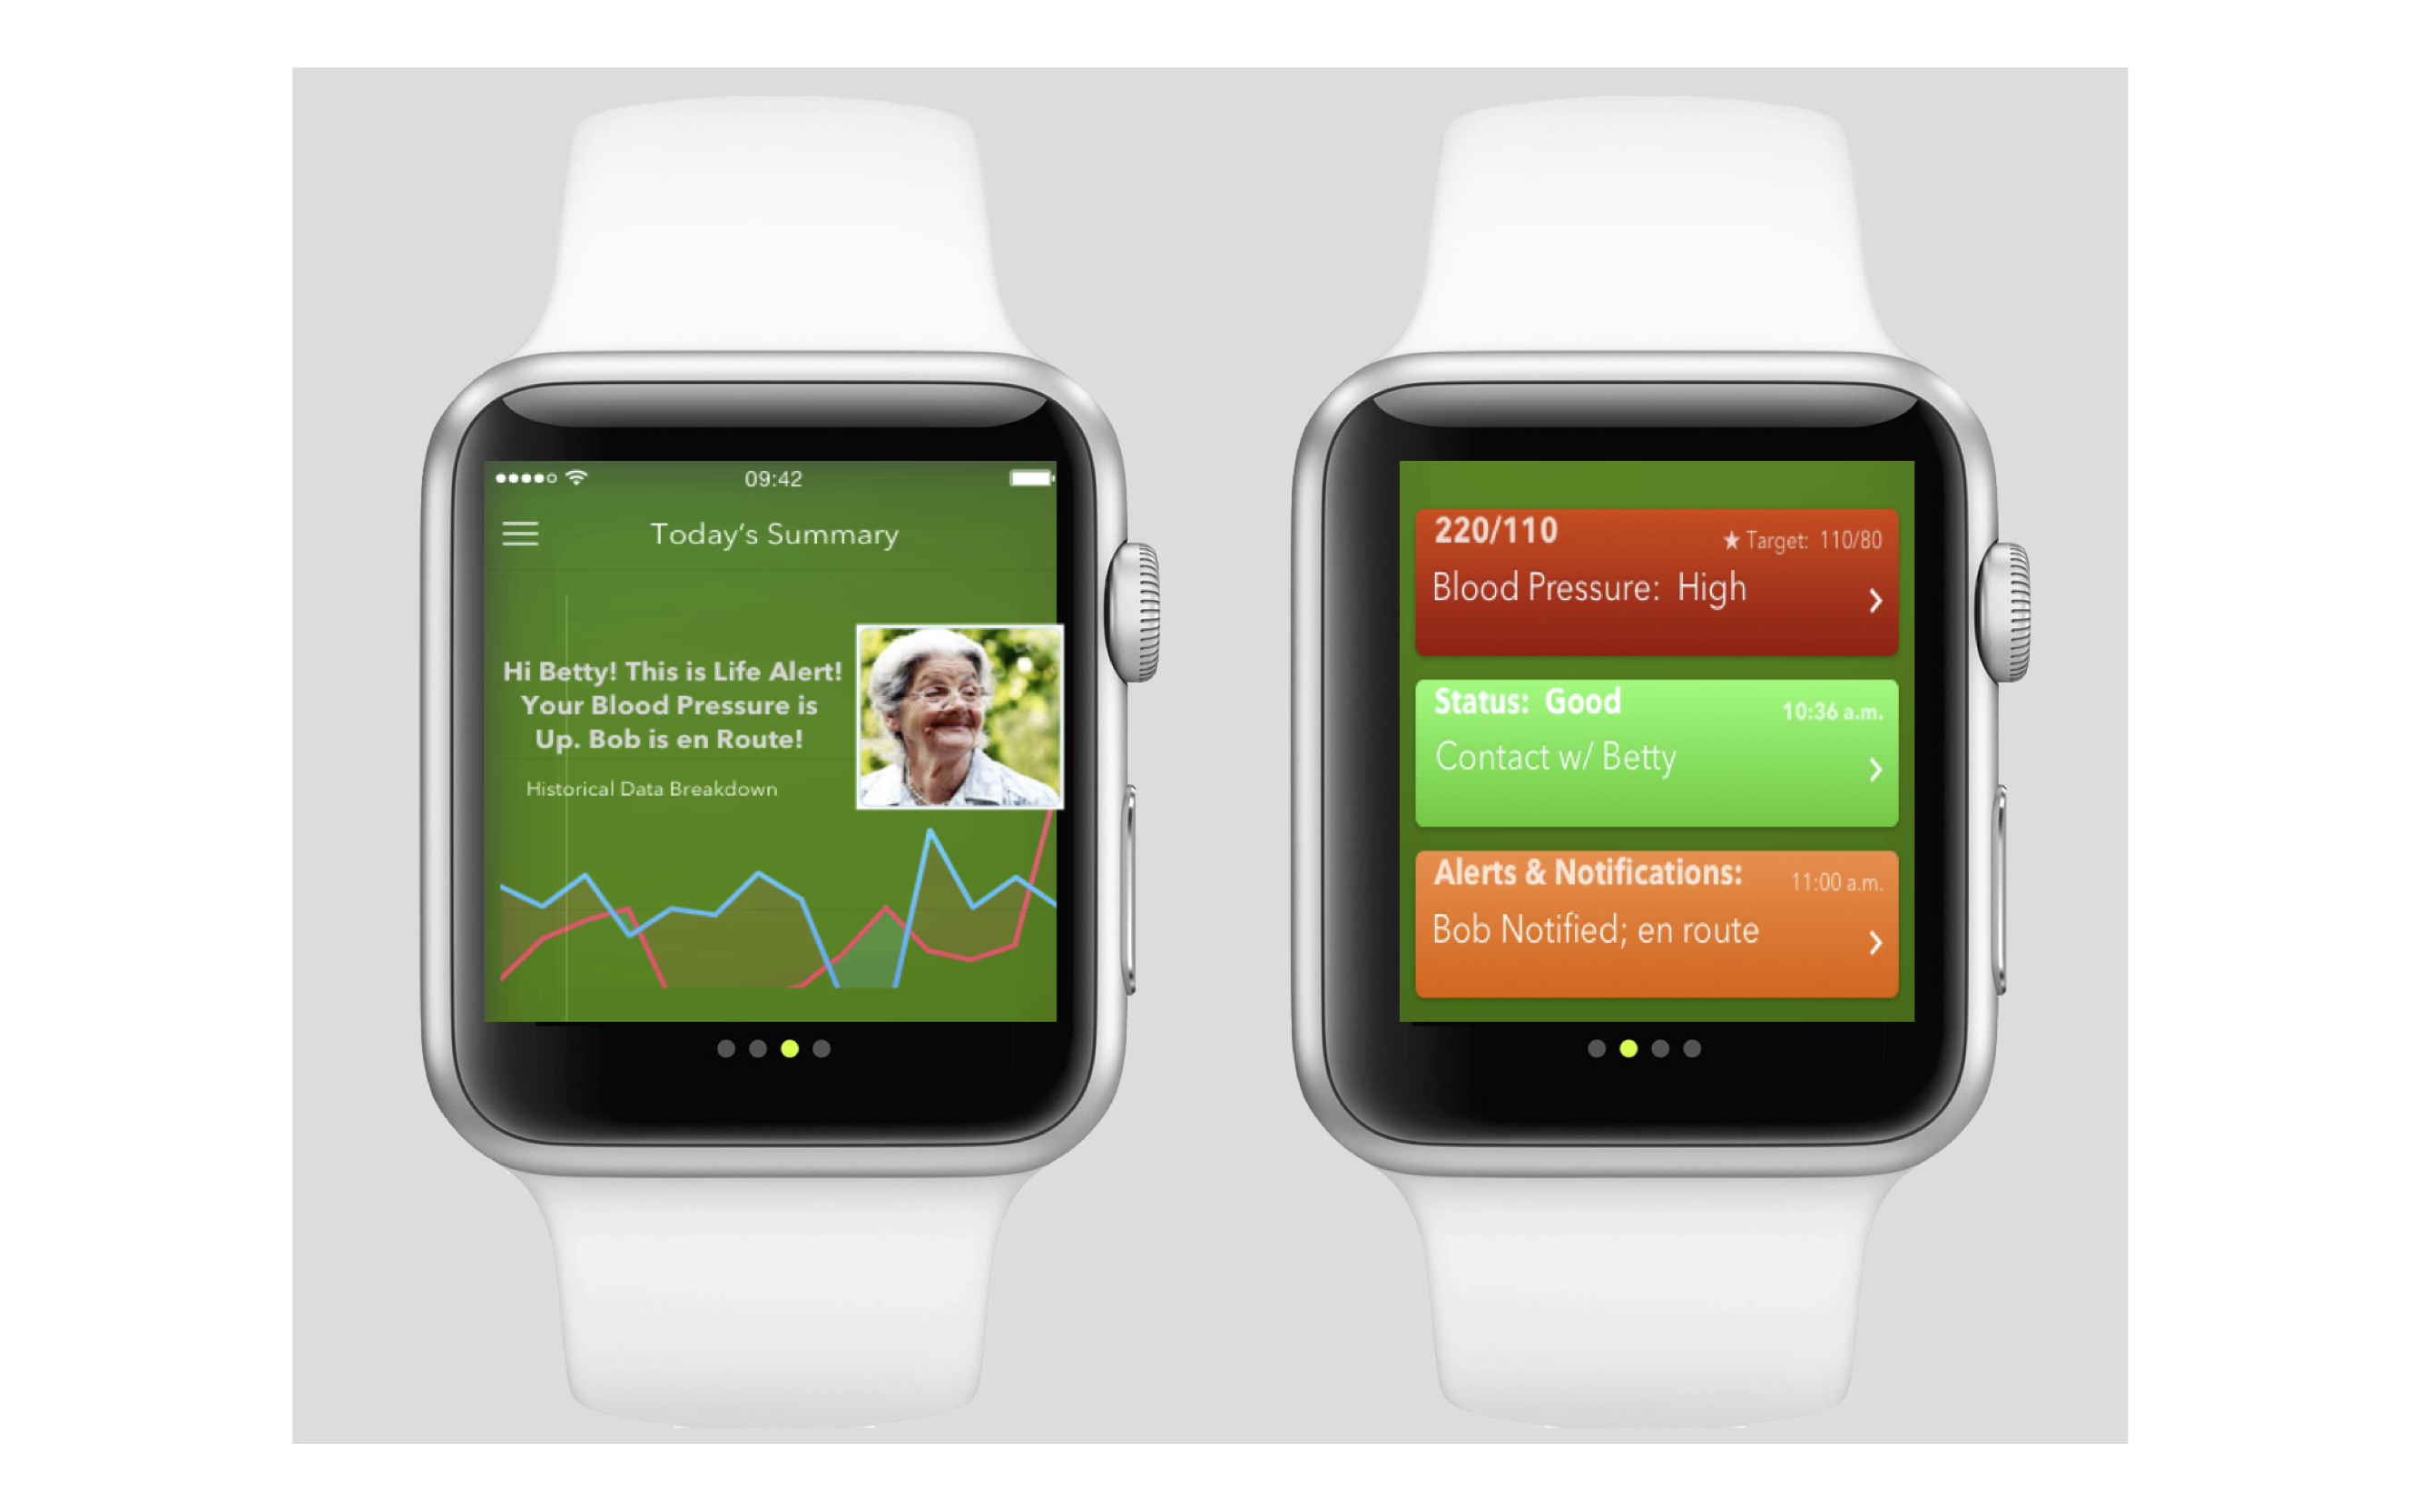 09:42
Today's Summary
Hi Betty! This is Life Alert!
Your Blood Pressure is
Up. Bob is en Route!
Historical Data Breakdown
220/110
★ Target: 110/80
Blood Pressure: High
Status: Good
10:36 a.m.
Contact w/ Betty
Alerts & Notifications:
11:00 a.m.
Bob Notified; en route